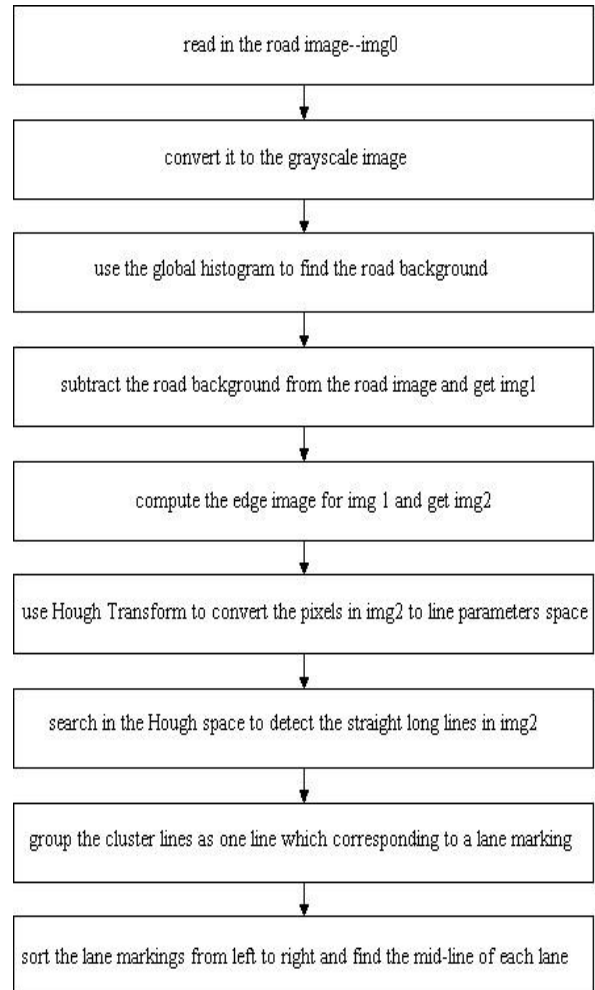 read in the road image--img0
convert it to the grayscale image
use the global histogram to find the road background
subtract the road background from the road image and get img1
compute the edge image for img 1 and get img2
use Hough Transform to convert the pixels in img2 to line parameters space
search in the Hough space to detect the straight long lines in img2
group the cluster lines as one line which corresponding to a lane marking
sort the lane markings from left to right and find the mid-line of each lane